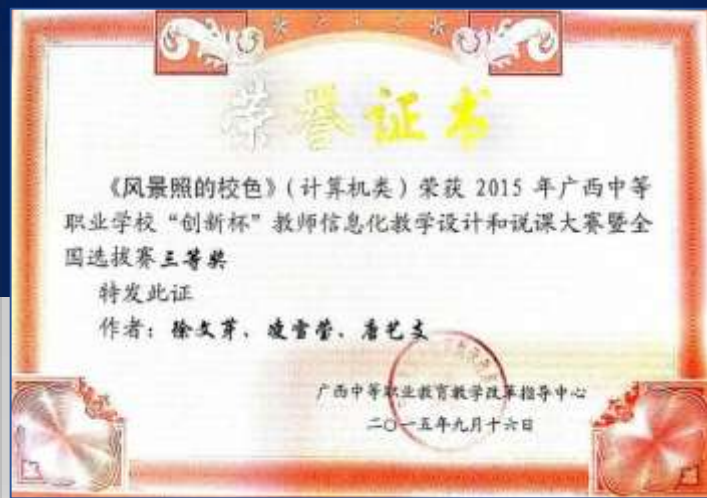 荣誉证书
《风景照的校色》(计算机类)荣获 2015 年广西中等
职业学校“创新杯”教师信息化教学设计和说课大赛暨全
国选拔赛三等奖
特发此证
作者：徐文芽、凌雪莹、唐艺支
广西中等职业教育教学改革指导中心
二〇一五年九月十六日